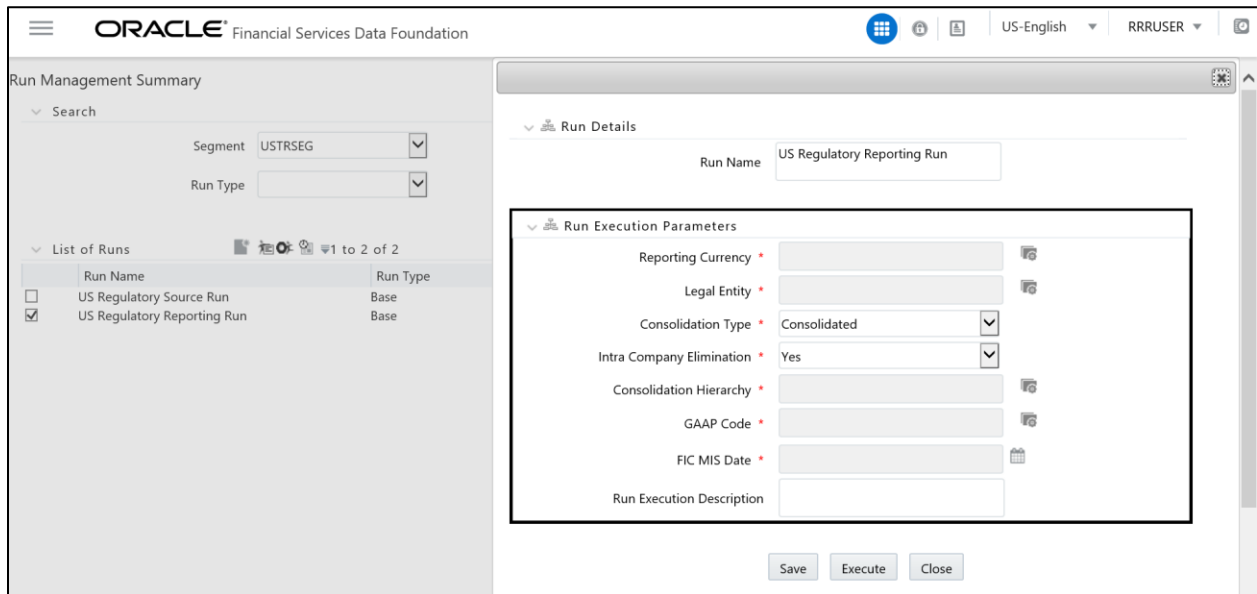 ORACLE® Financial Services Data Foundation
US-English
RRRUSER
Run Management Summary
Search
Segment USTRSEG
Run Type
List of Runs 1 to 2 of 2
Run Name Run Type
US Regulatory Source Run Base
US Regulatory Reporting Run Base
Run Details
Run Name US Regulatory Reporting Run
Run Execution Parameters
Reporting Currency *
Legal Entity *
Consolidation Type * Consolidated
Intra Company Elimination * Yes
Consolidation Hierarchy *
GAAP Code *
FIC MIS Date *
Run Execution Description
Save Execute Close